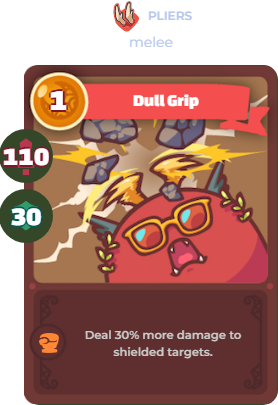 PLIERS
melee
1
Dull Grip
110
30
Deal 30% more damage to
shielded targets.